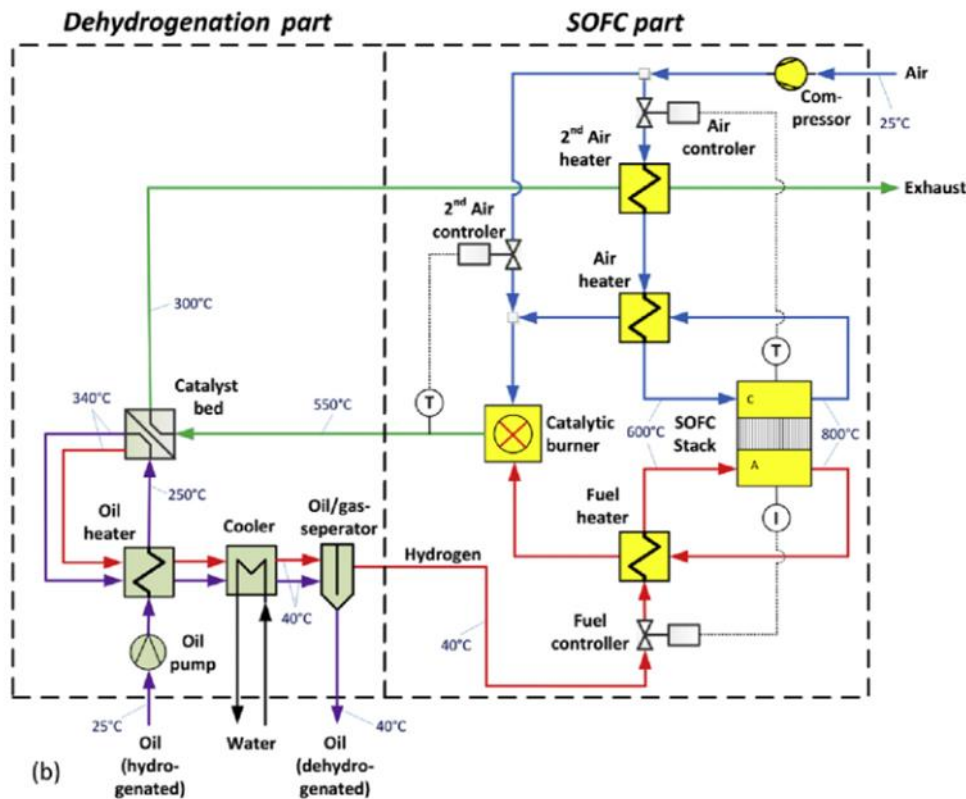 Dehydrogenation part
SOFC part
Air
25°C
Com-
pressor
Air
controler
2nd Air
heater
Exhaust
2nd Air
controler
Air
heater
300°C
T
Catalyst
bed
340°C
550°C
T
C
Catalytic
burner
600°C
SOFC
Stack
800°C
A
250°C
Oil
heater
Cooler
Oil/gas-
seperator
Fuel
heater
I
Hydrogen
40°C
40°C
Fuel
controller
Oil
pump
25°C
40°C
Water
Oil
(hydro-
genated)
Oil
(dehydro-
genated)
(b)